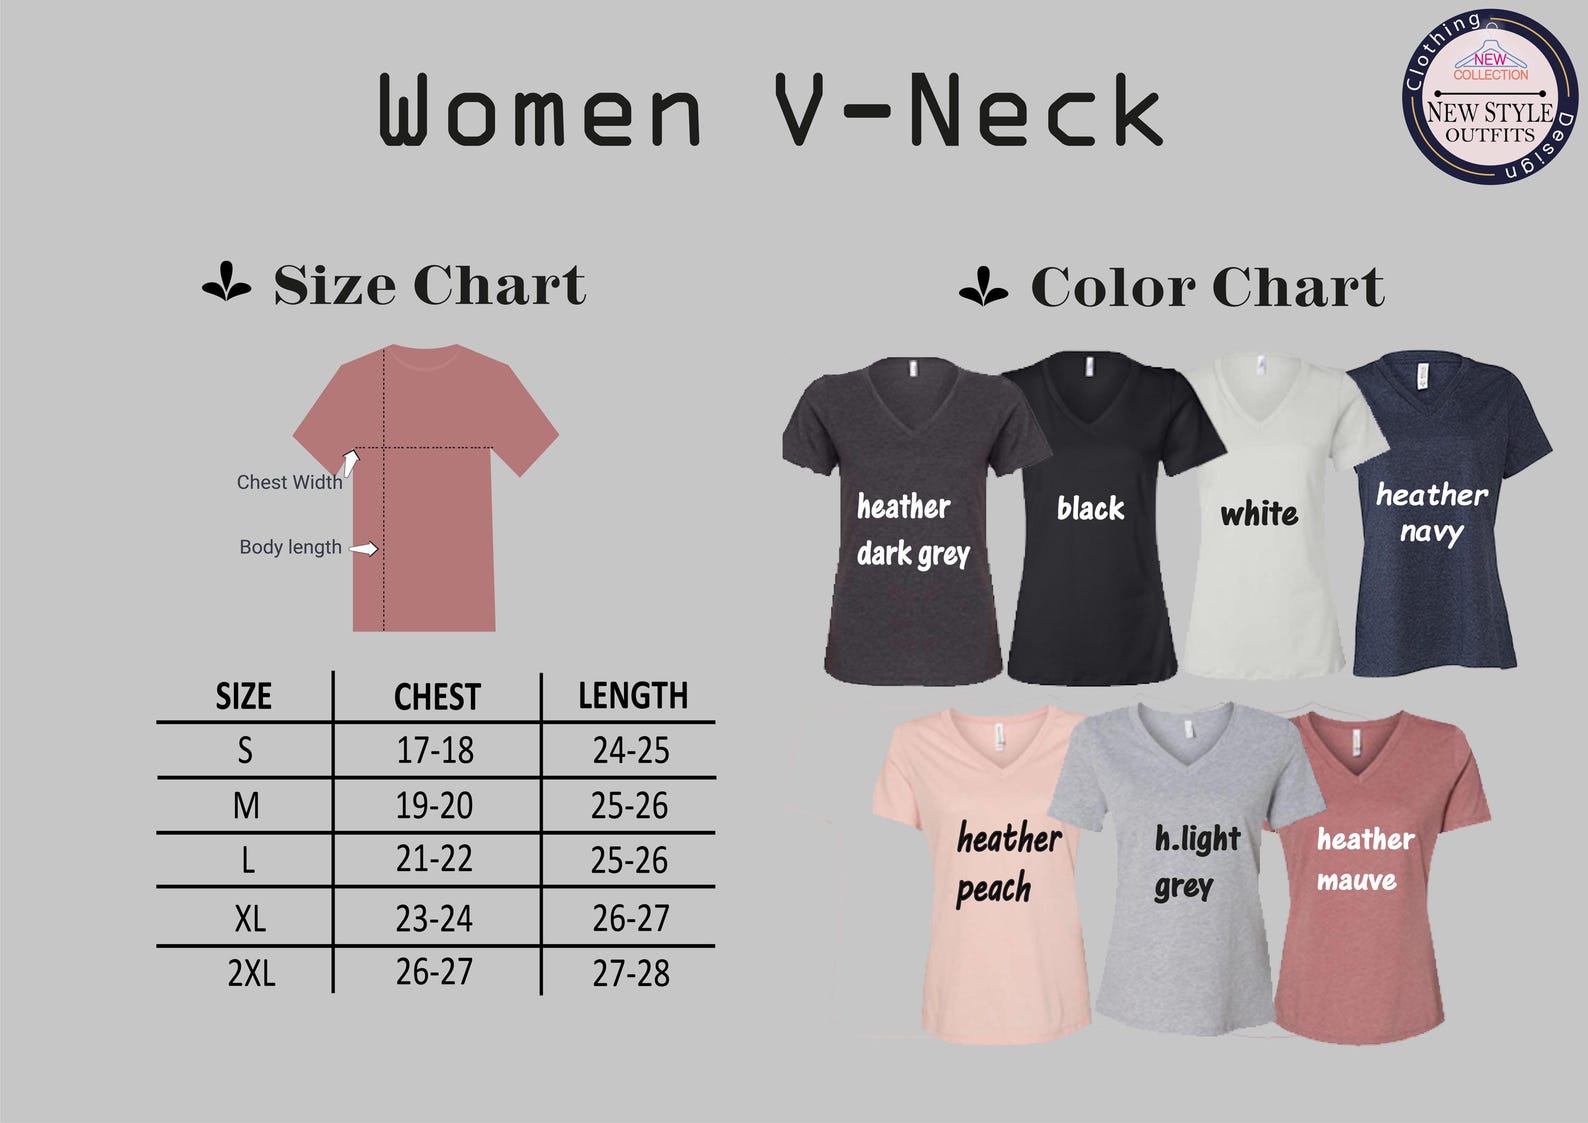 Women V-Neck
Clothing
NEW
COLLECTION
NEW STYLE
OUTFITS
Design
Size Chart
Chest Width
Body length
SIZE CHEST LENGTH
S 17-18 24-25
M 19-20 25-26
L 21-22 25-26
XL 23-24 26-27
2XL 26-27 27-28
Color Chart
heather
dark grey
black
white
heather
navy
heather
peach
h.light
grey
heather
mauve